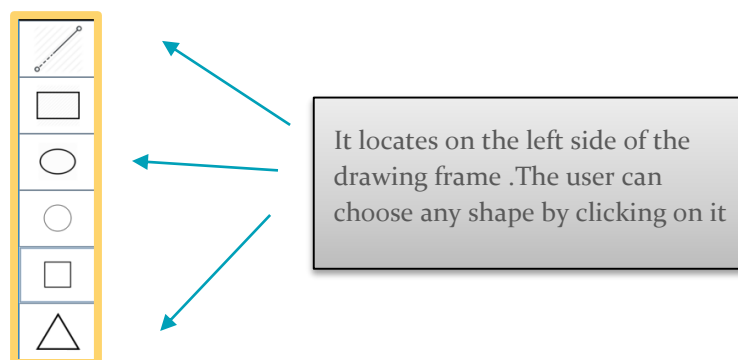 It locates on the left side of the
drawing frame .The user can
choose any shape by clicking on it